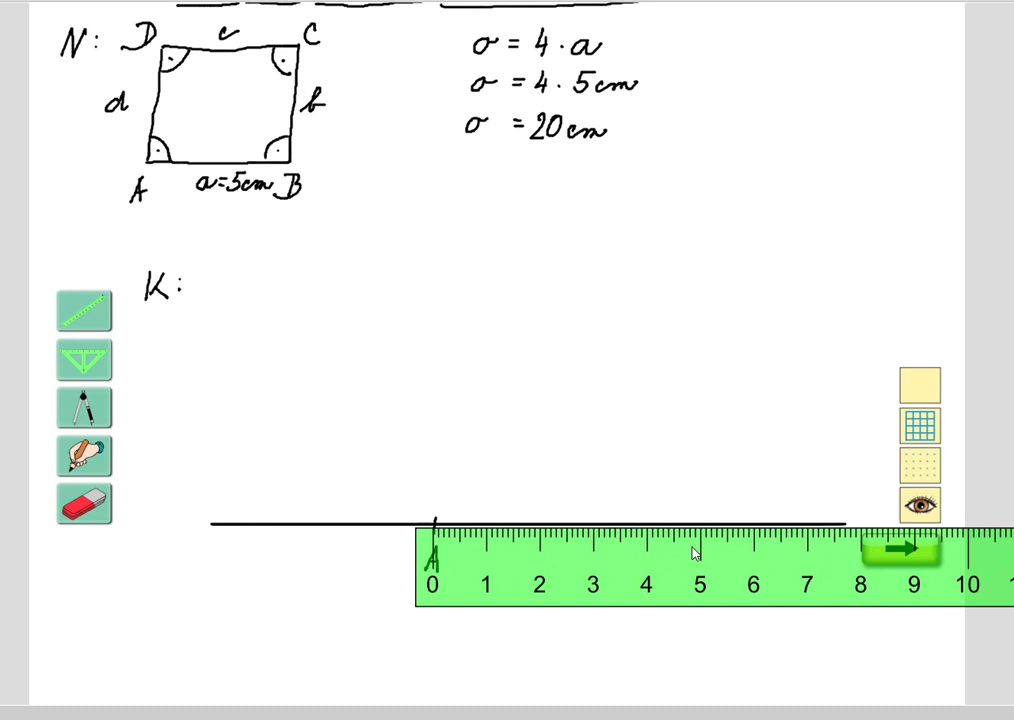 N: D c C
d b
A a=5cm B
o = 4 · a
o = 4 · 5cm
o = 20cm
K:
A
0 1 2 3 4 5 6 7 8 9 10